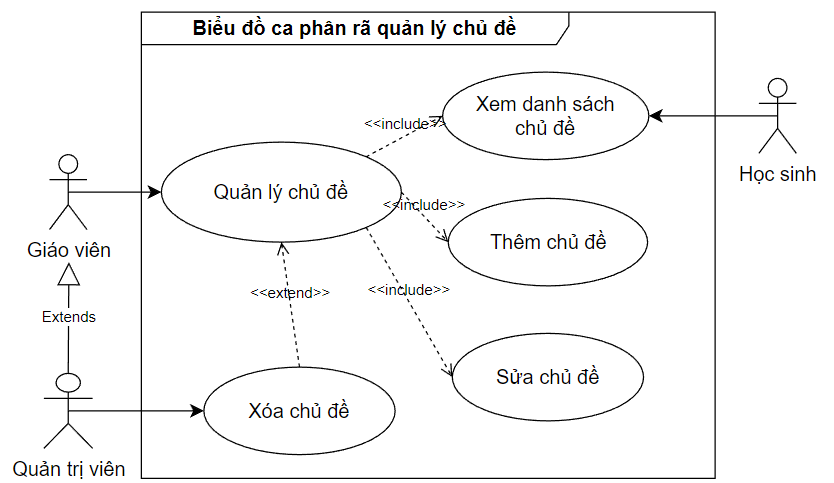 Biểu đồ ca phân rã quản lý chủ đề
Xem danh sách
chủ đề
<<include>>
Học sinh
Quản lý chủ đề
<<include>>
Giáo viên
Thêm chủ đề
<<extend>>
<<include>>
Extends
Sửa chủ đề
Xóa chủ đề
Quản trị viên